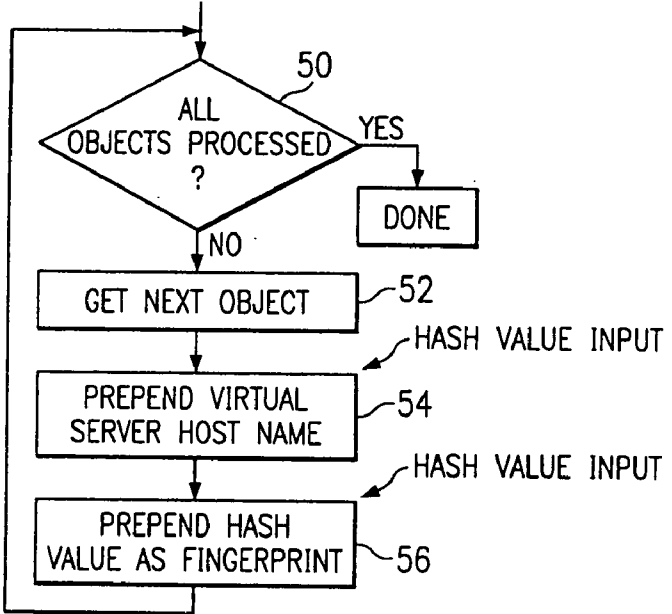 50
ALL
OBJECTS PROCESSED
?
YES
DONE
NO
GET NEXT OBJECT
52
HASH VALUE INPUT
PREPEND VIRTUAL
SERVER HOST NAME
54
HASH VALUE INPUT
PREPEND HASH
VALUE AS FINGERPRINT
56